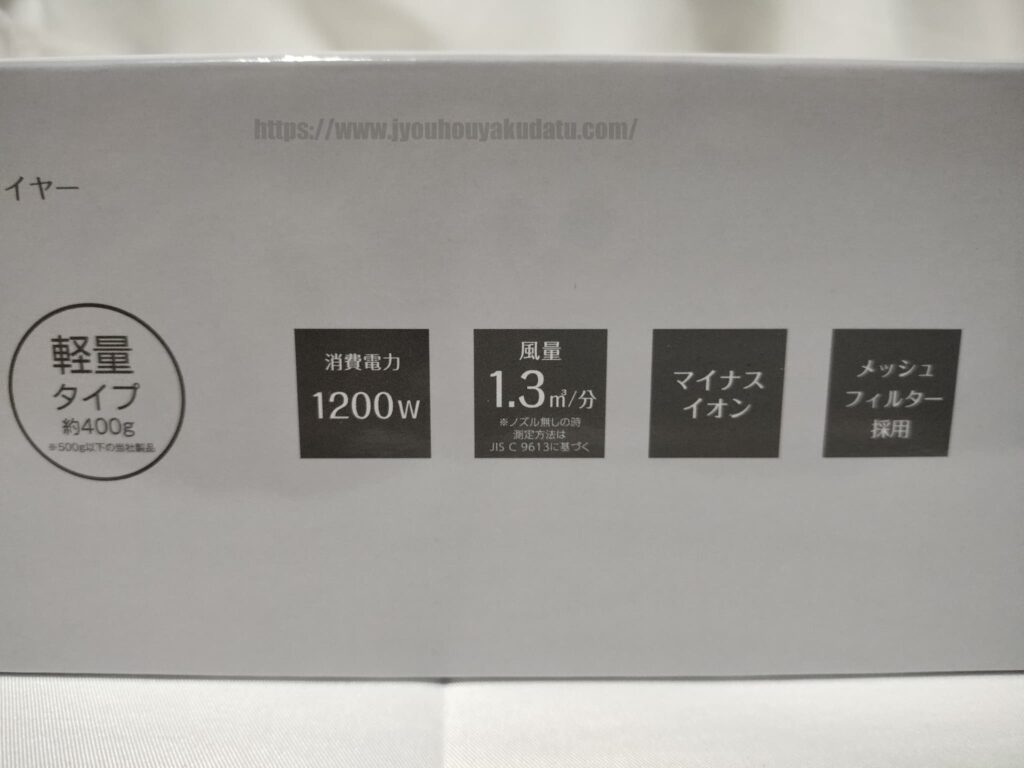 https://www.jyouhouyakudatu.com/
イヤー
軽量
タイプ
約400g
※500g以下の当社製品
消費電力
1200W
風量
1.3㎥/分
※ノズル無しの時
測定方法は
JIS C 9613に基づく
マイナス
イオン
メッシュ
フィルター
採用